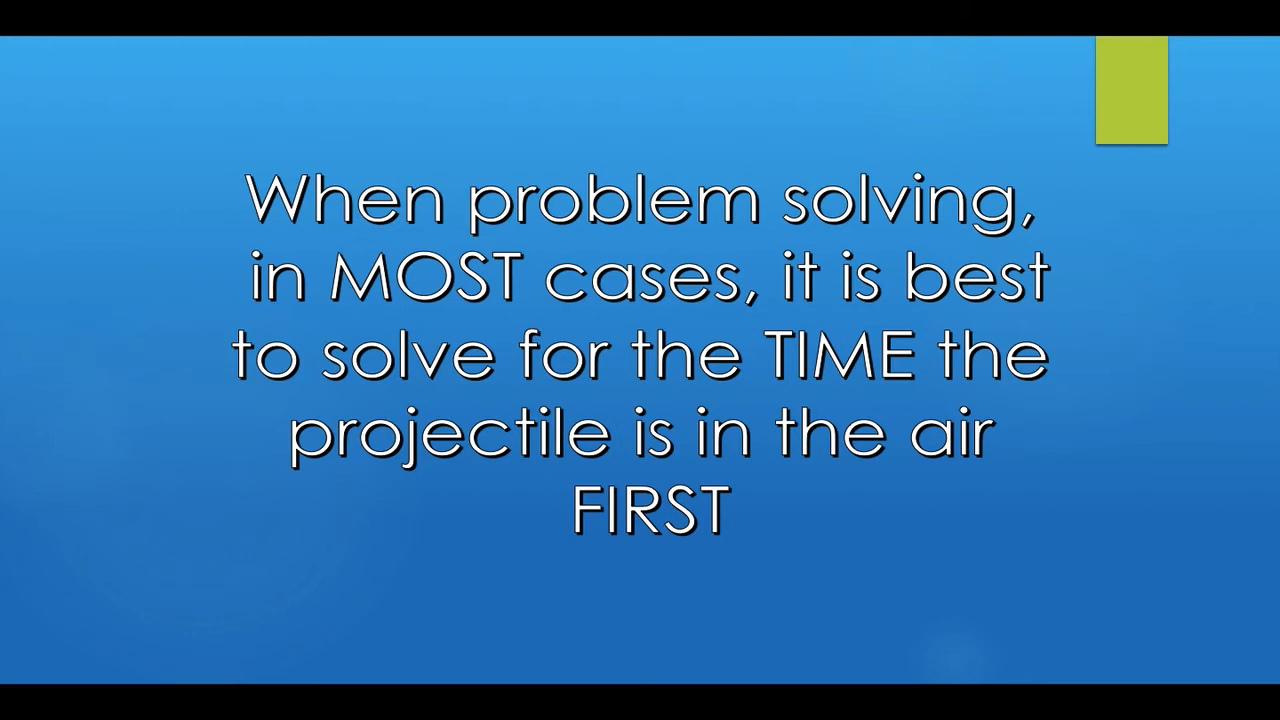 When problem solving,
in MOST cases, it is best
to solve for the TIME the
projectile is in the air
FIRST